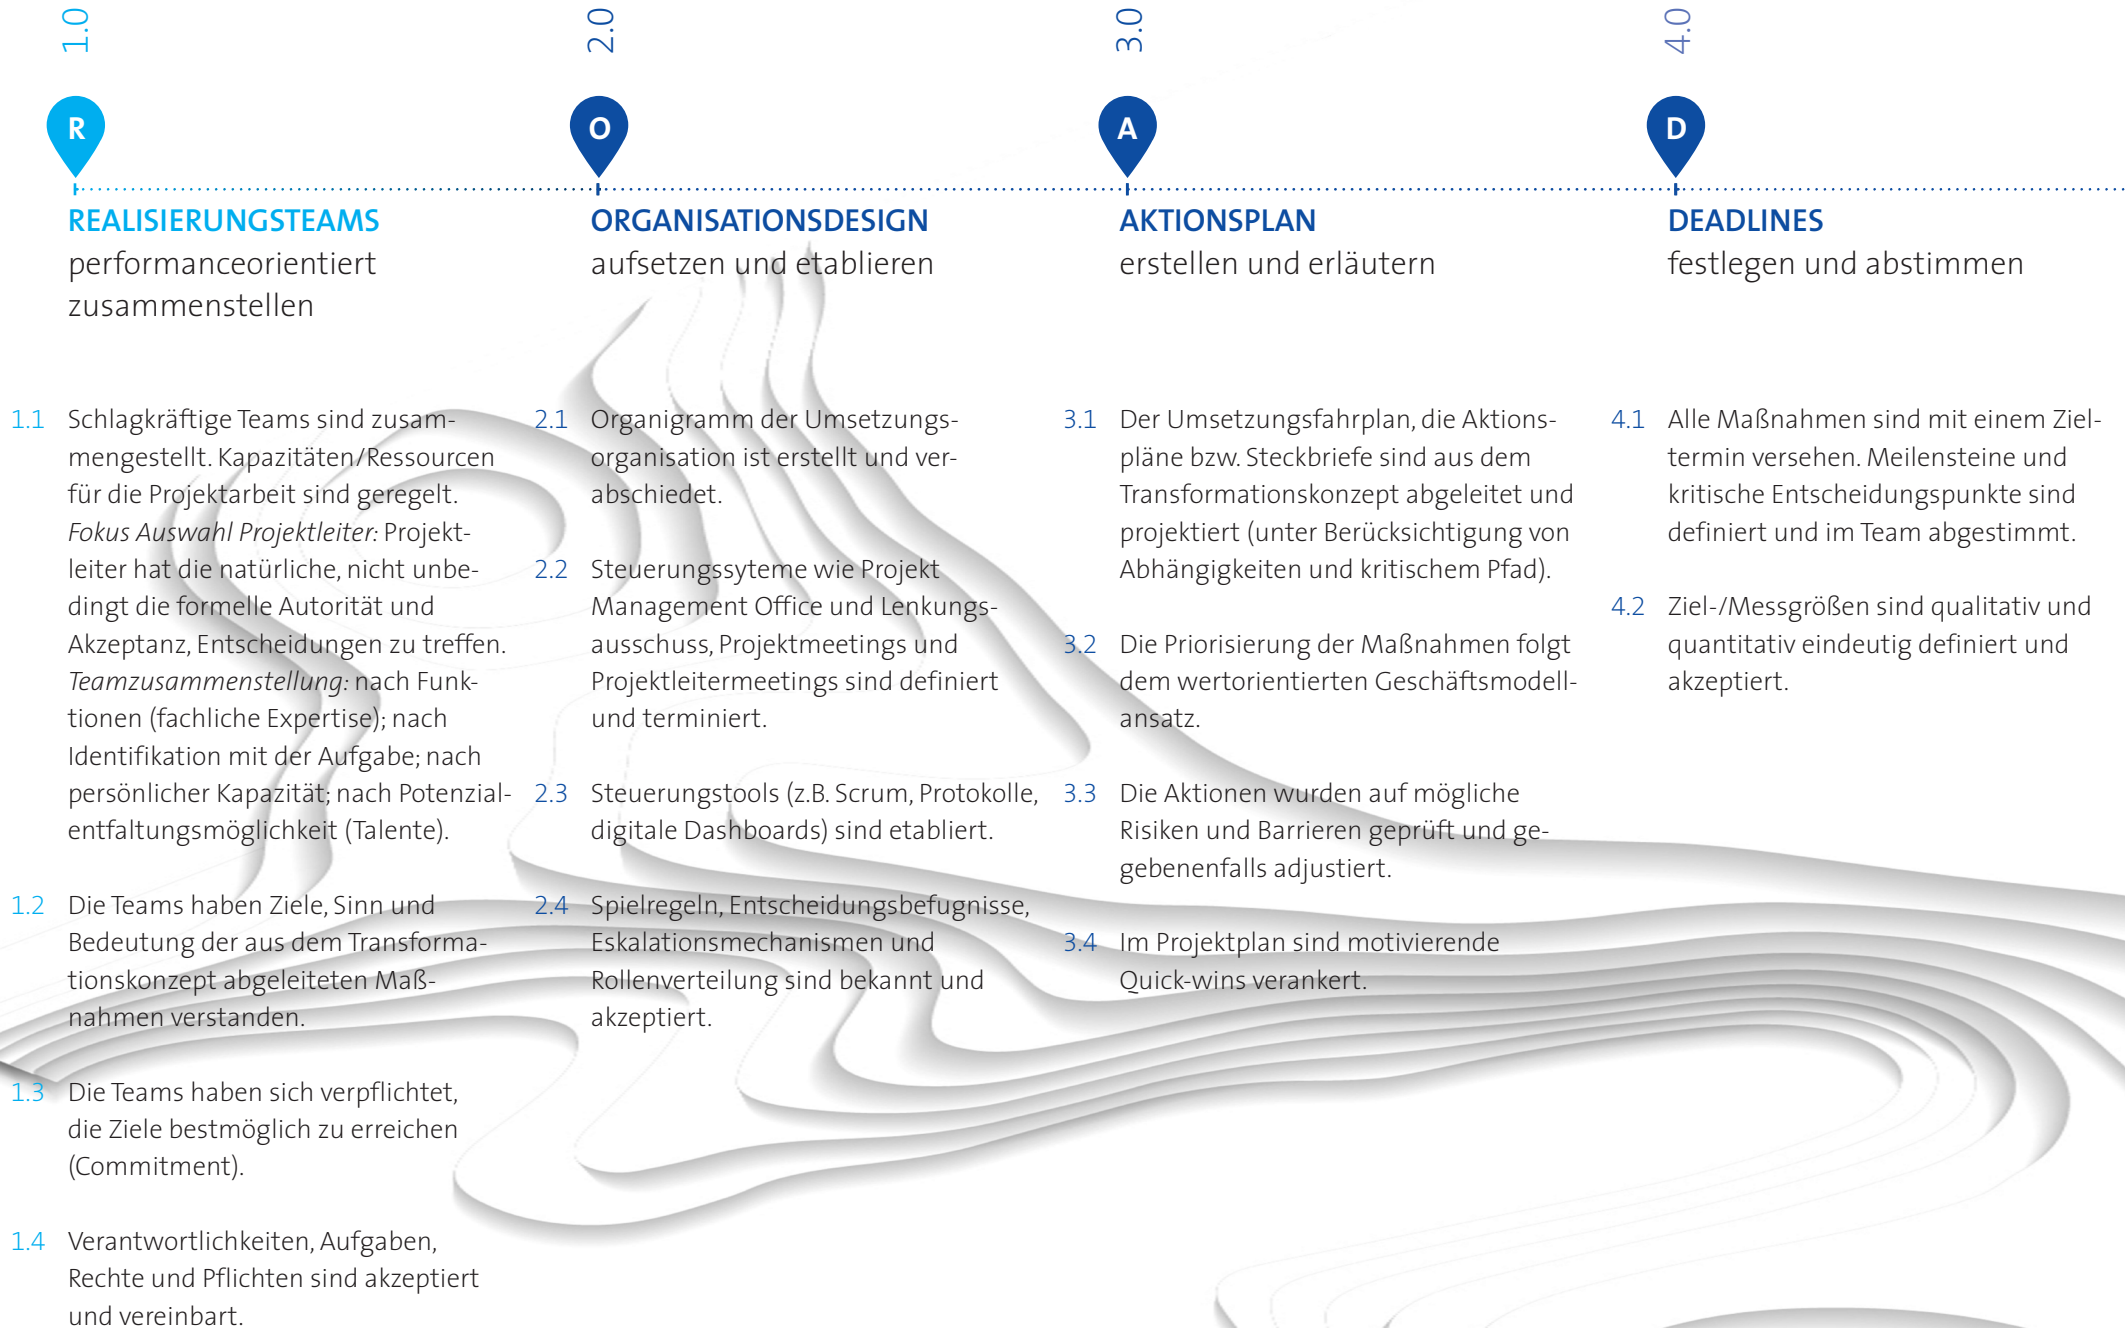 1.0
R
REALISIERUNGSTEAMS
performanceorientiert
zusammenstellen
1.1 Schlagkräftige Teams sind zusam-
mengestellt. Kapazitäten/Ressourcen
für die Projektarbeit sind geregelt.
Fokus Auswahl Projektleiter: Projekt-
leiter hat die natürliche, nicht unbe-
dingt die formelle Autorität und
Akzeptanz, Entscheidungen zu treffen.
Teamzusammenstellung: nach Funk-
tionen (fachliche Expertise); nach
Identifikation mit der Aufgabe; nach
persönlicher Kapazität; nach Potenzial-
entfaltungsmöglichkeit (Talente).
1.2 Die Teams haben Ziele, Sinn und
Bedeutung der aus dem Transforma-
tionskonzept abgeleiteten Maß-
nahmen verstanden.
1.3 Die Teams haben sich verpflichtet,
die Ziele bestmöglich zu erreichen
(Commitment).
1.4 Verantwortlichkeiten, Aufgaben,
Rechte und Pflichten sind akzeptiert
und vereinbart.
2.0
O
ORGANISATIONSDESIGN
aufsetzen und etablieren
2.1 Organigramm der Umsetzungs-
organisation ist erstellt und ver-
abschiedet.
2.2 Steuerungssyteme wie Projekt
Management Office und Lenkungs-
ausschuss, Projektmeetings und
Projektleitermeetings sind definiert
und terminiert.
2.3 Steuerungstools (z.B. Scrum, Protokolle,
digitale Dashboards) sind etabliert.
2.4 Spielregeln, Entscheidungsbefugnisse,
Eskalationsmechanismen und
Rollenverteilung sind bekannt und
akzeptiert.
3.0
A
AKTIONSPLAN
erstellen und erläutern
3.1 Der Umsetzungsfahrplan, die Aktions-
pläne bzw. Steckbriefe sind aus dem
Transformationskonzept abgeleitet und
projektiert (unter Berücksichtigung von
Abhängigkeiten und kritischem Pfad).
3.2 Die Priorisierung der Maßnahmen folgt
dem wertorientierten Geschäftsmodell-
ansatz.
3.3 Die Aktionen wurden auf mögliche
Risiken und Barrieren geprüft und ge-
gebenenfalls adjustiert.
3.4 Im Projektplan sind motivierende
Quick-wins verankert.
4.0
D
DEADLINES
festlegen und abstimmen
4.1 Alle Maßnahmen sind mit einem Ziel-
termin versehen. Meilensteine und
kritische Entscheidungspunkte sind
definiert und im Team abgestimmt.
4.2 Ziel-/Messgrößen sind qualitativ und
quantitativ eindeutig definiert und
akzeptiert.